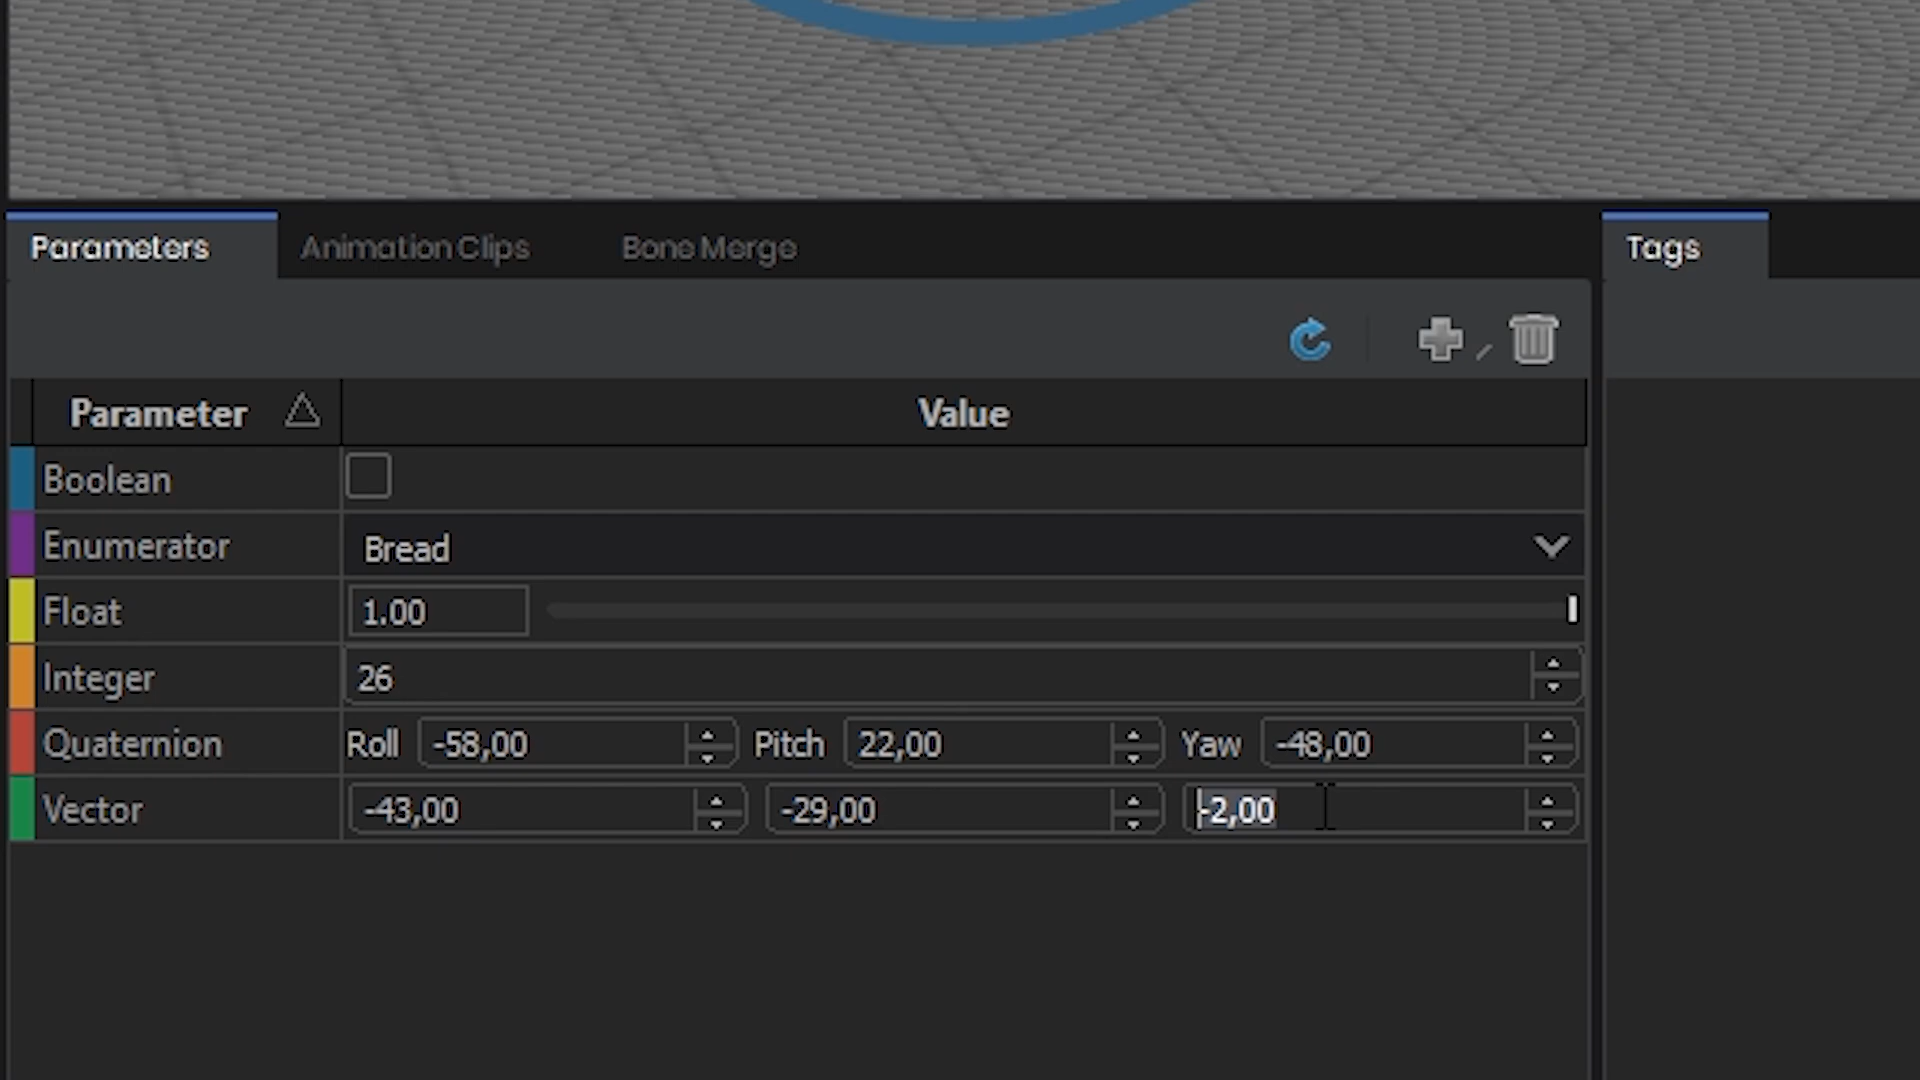 Parameters Animation Clips Bone Merge Tags
Parameter Value
Boolean
Enumerator Bread
Float 1.00
Integer 26
Quaternion Roll -58,00 Pitch 22,00 Yaw -48,00
Vector -43,00 -29,00 -2,00